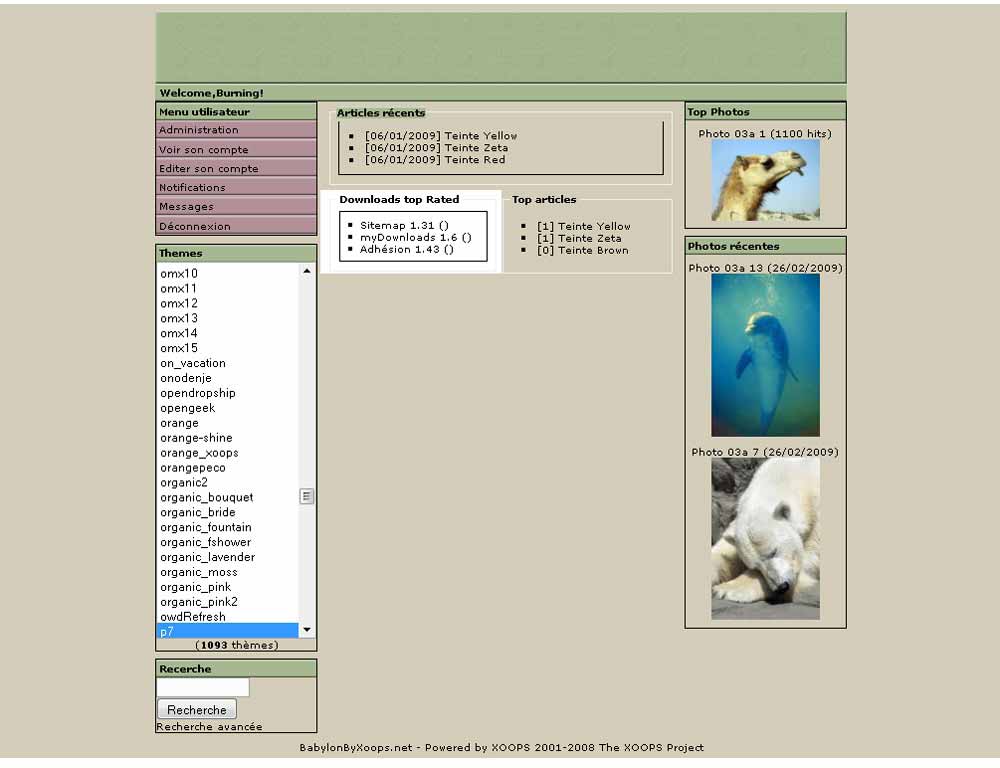 Welcome,Burning!
Menu utilisateur
Administration
Voir son compte
Editer son compte
Notifications
Messages
Déconnexion
Themes
omx10
omx11
omx12
omx13
omx14
omx15
on_vacation
onodenje
opendropship
opengeek
orange
orange-shine
orange_xoops
orangepeco
organic2
organic_bouquet
organic_bride
organic_fountain
organic_fshower
organic_lavender
organic_moss
organic_pink
organic_pink2
owdRefresh
p7
(1093 thèmes)
Recerche
Recherche
Recherche avancée
Articles récents
[06/01/2009] Teinte Yellow
[06/01/2009] Teinte Zeta
[06/01/2009] Teinte Red
Downloads top Rated
Sitemap 1.31 ()
myDownloads 1.6 ()
Adhésion 1.43 ()
Top articles
[1] Teinte Yellow
[1] Teinte Zeta
[0] Teinte Brown
Top Photos
Photo 03a 1 (1100 hits)
Photos récentes
Photo 03a 13 (26/02/2009)
Photo 03a 7 (26/02/2009)
BabylonByXoops.net - Powered by XOOPS 2001-2008 The XOOPS Project